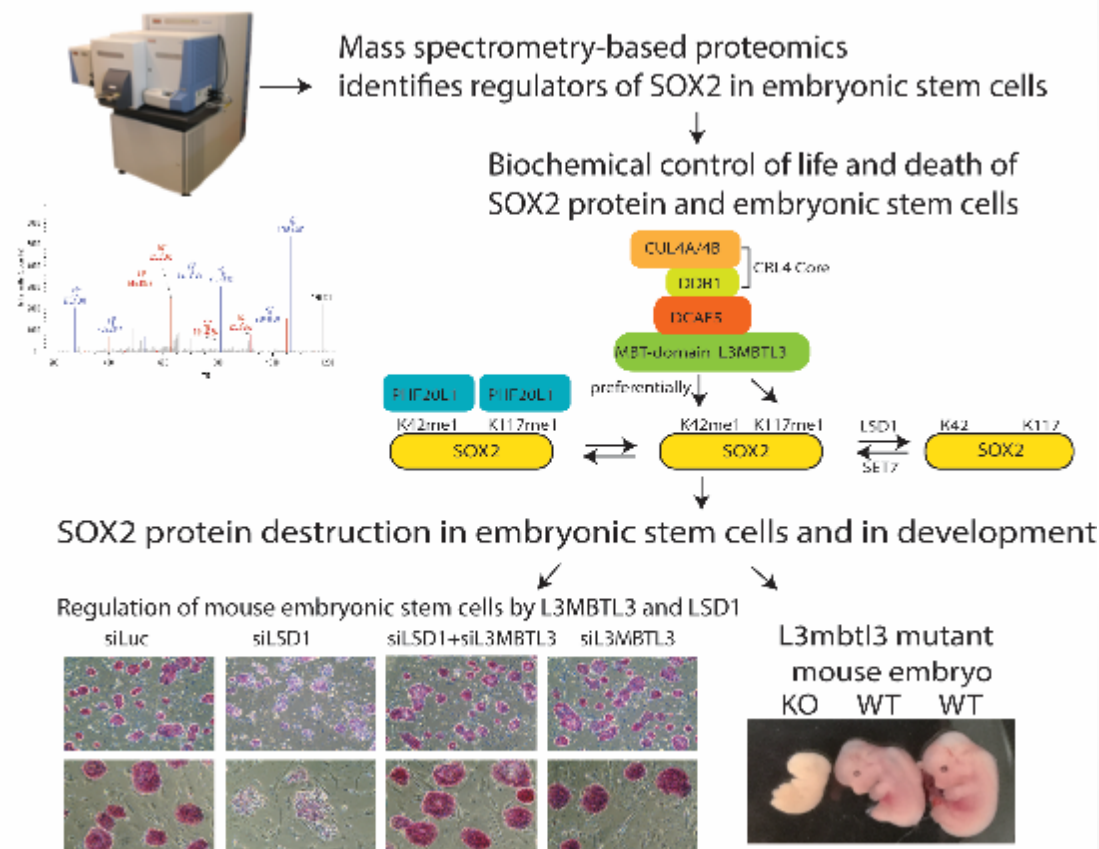 Mass spectrometry-based proteomics
identifies regulators of SOX2 in embryonic stem cells
Biochemical control of life and death of
SOX2 protein and embryonic stem cells
CUL4A/4B
CRL4 Core
DDB1
DCAF5
MBT-domain L3MBTL3
preferentially
PHF20L1 PHF20L1
K42me1 K117me1
SOX2
K42me1 K117me1
SOX2
LSD1
SET7
K42 K117
SOX2
SOX2 protein destruction in embryonic stem cells and in development
Regulation of mouse embryonic stem cells by L3MBTL3 and LSD1
siLuc siLSD1 siLSD1+siL3MBTL3 siL3MBTL3
L3mbtl3 mutant
mouse embryo
KO WT WT